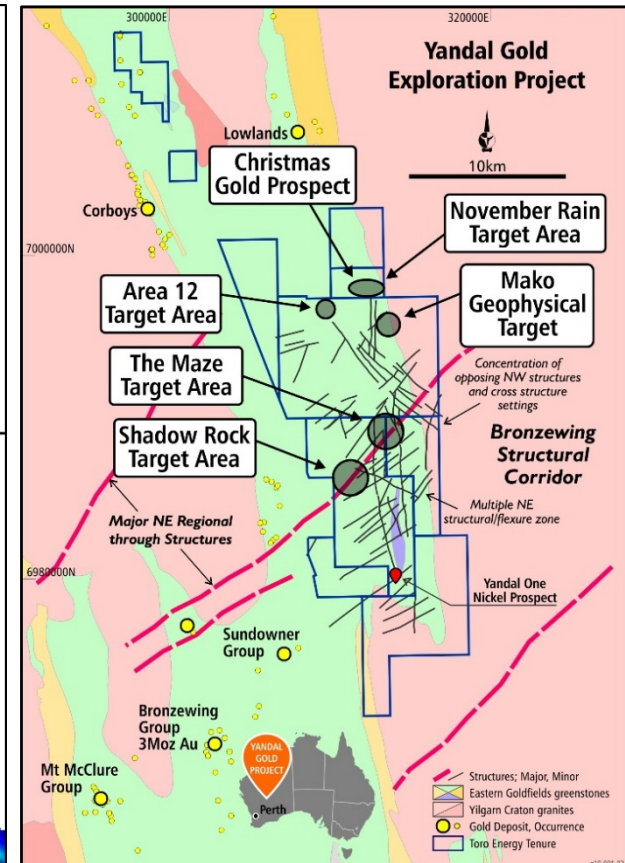 300000E
320000E
Yandal Gold
Exploration Project
10km
Lowlands
Christmas
Gold Prospect
Corboys
November Rain
Target Area
7000000N
Area 12
Target Area
Mako
Geophysical
Target
The Maze
Target Area
Concentration of
opposing NW structures
and cross structure
settings
Shadow Rock
Target Area
Bronzewing
Structural
Corridor
Major NE Regional
through Structures
Multiple NE
structural/flexure zone
6980000N
Yandal One
Nickel Prospect
Sundowner
Group
Bronzewing
Group
3Moz Au
YANDAL
GOLD
PROJECT
Mt McClure
Group
Perth
Structures; Major, Minor
Eastern Goldfields greenstones
Yilgarn Craton granites
Gold Deposit, Occurrence
Toro Energy Tenure